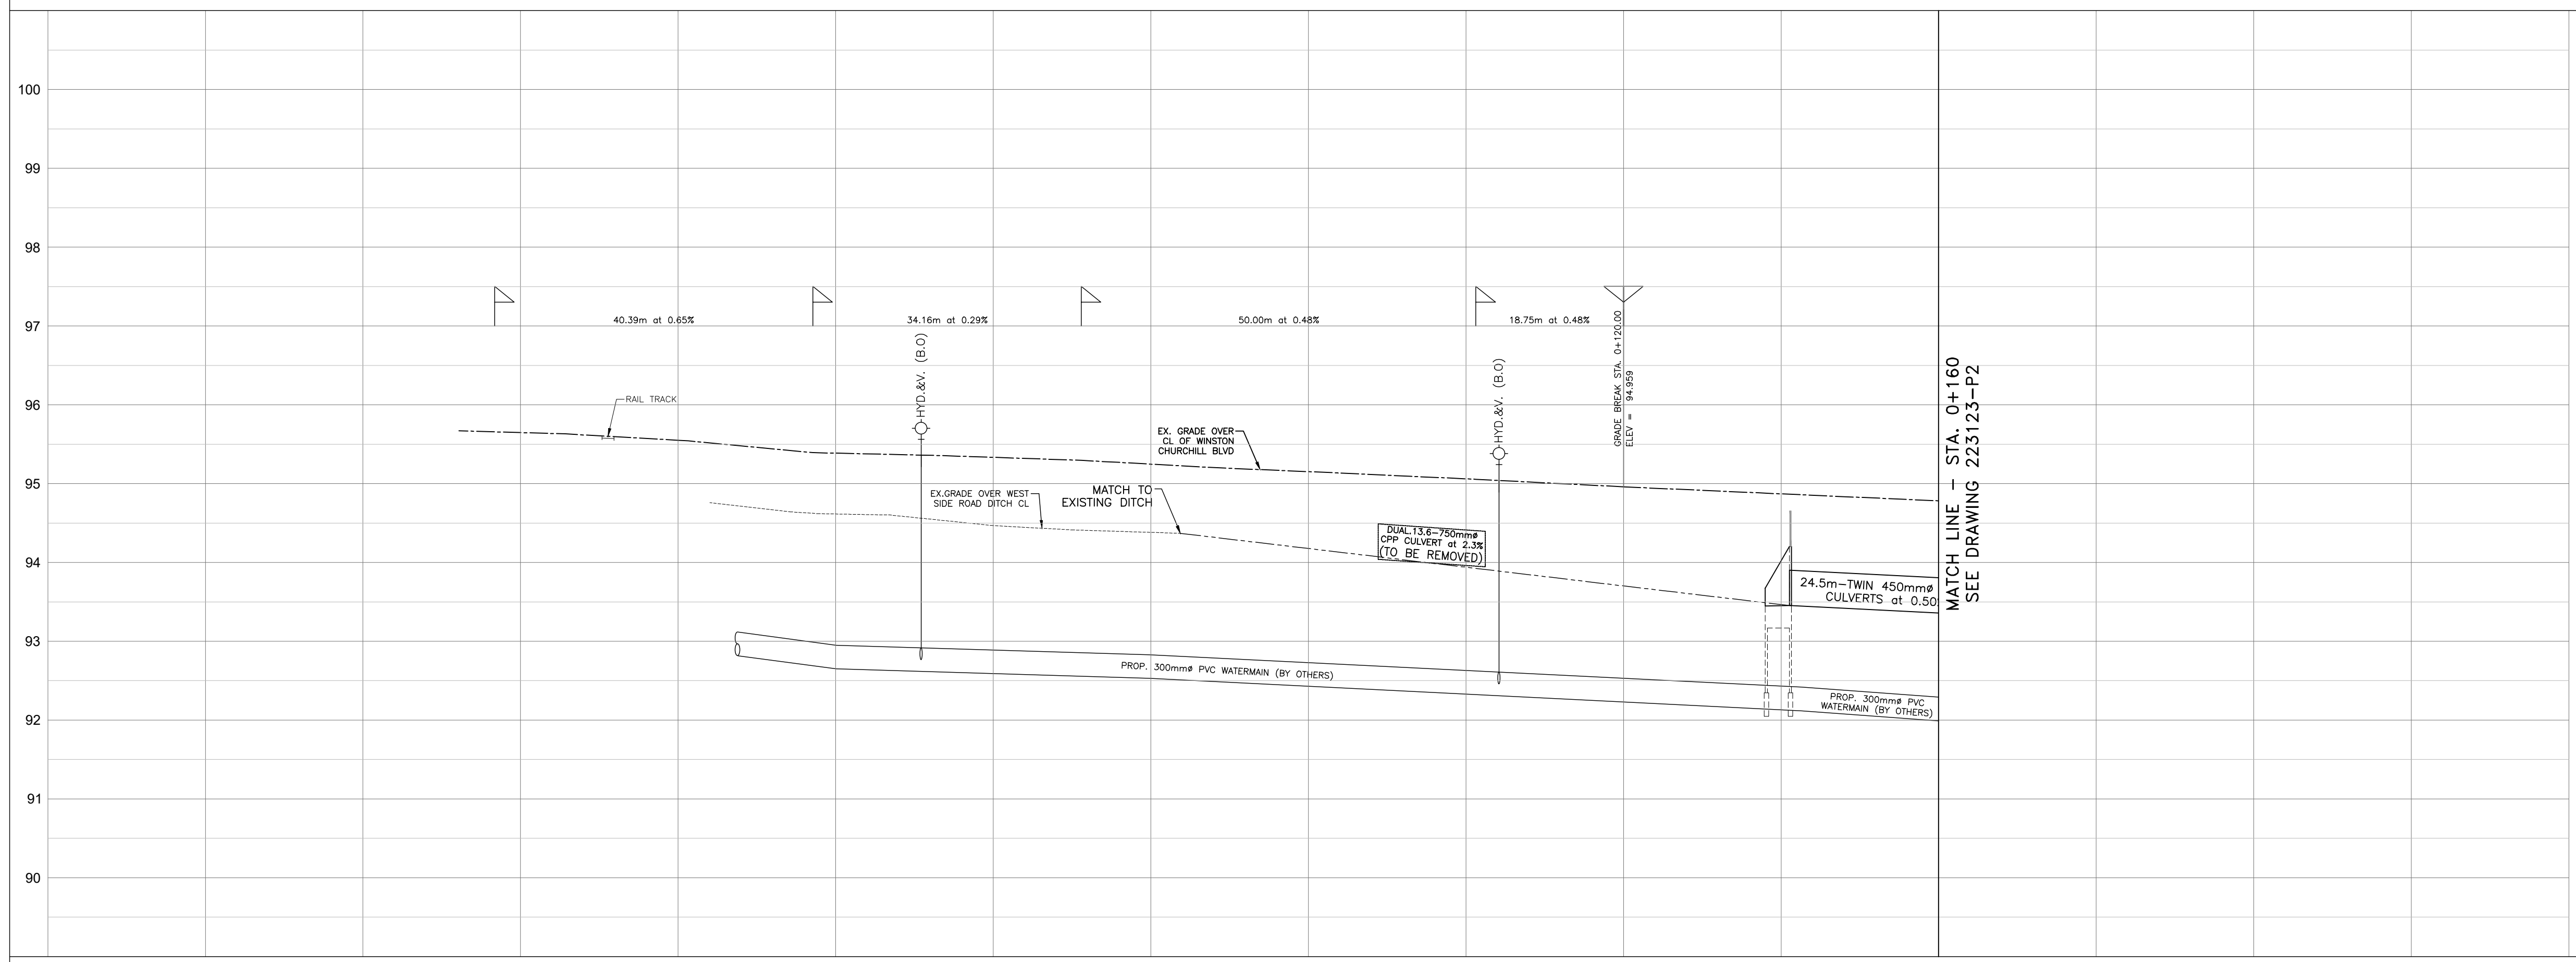 100
99
98
97
96
95
94
93
92
91
90
40.39m at 0.65%
34.16m at 0.29%
50.00m at 0.48%
18.75m at 0.48%
GRADE BREAK STA. 0+120.00
ELEV = 94.959
HYD.&V. (B.O)
HYD.&V. (B.O)
RAIL TRACK
EX. GRADE OVER
CL OF WINSTON
CHURCHILL BLVD
EX.GRADE OVER WEST
SIDE ROAD DITCH CL
MATCH TO
EXISTING DITCH
DUAL.13.6-750mmø
CPP CULVERT at 2.3%
(TO BE REMOVED)
24.5m-TWIN 450mmø
CULVERTS at 0.50
PROP. 300mmø PVC WATERMAIN (BY OTHERS)
PROP. 300mmø PVC
WATERMAIN (BY OTHERS)
MATCH LINE - STA. 0+160
SEE DRAWING 223123-P2